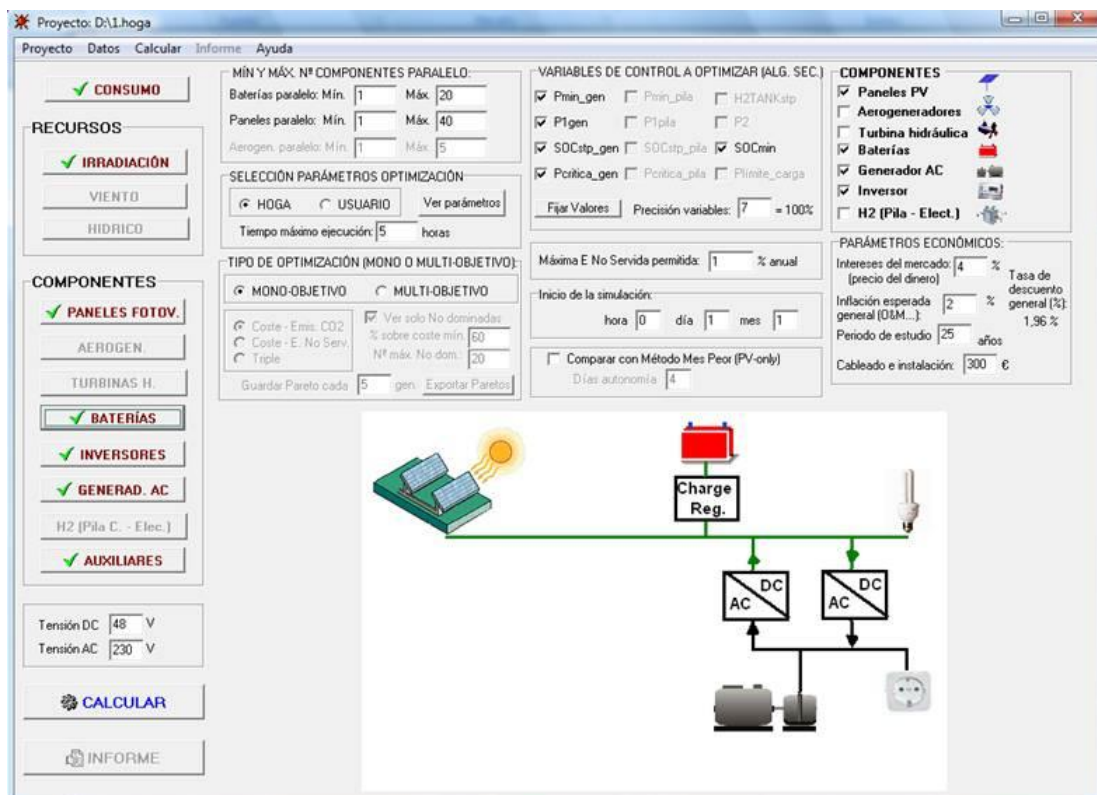 Proyecto: D:\1.hoga
Proyecto Datos Calcular Informe Ayuda
CONSUMO
RECURSOS
IRRADIACIÓN
VIENTO
HIDRICO
COMPONENTES
PANELES FOTOV.
AEROGEN.
TURBINAS H.
BATERÍAS
INVERSORES
GENERAD. AC
H2 (Pila C. - Elec.)
AUXILIARES
Tensión DC 48 V
Tensión AC 230 V
CALCULAR
INFORME
MÍN Y MÁX. Nº COMPONENTES PARALELO:
Baterías paralelo: Mín. 1 Máx. 20
Paneles paralelo: Mín. 1 Máx. 40
Aerogen. paralelo: Mín. 1 Máx. 5
SELECCIÓN PARÁMETROS OPTIMIZACIÓN
HOGA USUARIO Ver parámetros
Tiempo máximo ejecución: 5 horas
TIPO DE OPTIMIZACIÓN (MONO O MULTI-OBJETIVO):
MONO-OBJETIVO MULTI-OBJETIVO
Coste - Emis. CO2
Coste - E. No Serv.
Triple
Ver solo No dominadas
% sobre coste mín. 60
Nº máx. No dom.: 20
Guardar Pareto cada 5 gen. Exportar Paretos
VARIABLES DE CONTROL A OPTIMIZAR (ALG. SEC.)
Pmin_gen Pmin_pila H2TANKstp
P1gen P1pila P2
SOCstp_gen SOCstp_pila SOCmin
Pcritica_gen Pcritica_pila Plimite_carga
Fijar Valores Precisión variables: 7 = 100%
Máxima E No Servida permitida: 1 % anual
Inicio de la simulación:
hora 0 día 1 mes 1
Comparar con Método Mes Peor (PV-only)
Días autonomía 4
COMPONENTES
Paneles PV
Aerogeneradores
Turbina hidráulica
Baterías
Generador AC
Inversor
H2 (Pila - Elect.)
PARÁMETROS ECONÓMICOS:
Intereses del mercado: 4 %
(precio del dinero)
Inflación esperada 2 %
general (O&M...):
Periodo de estudio 25 años
Tasa de
descuento
general (%):
1,96 %
Cableado e instalación: 300 €
Charge
Reg.
DC
AC
DC
AC